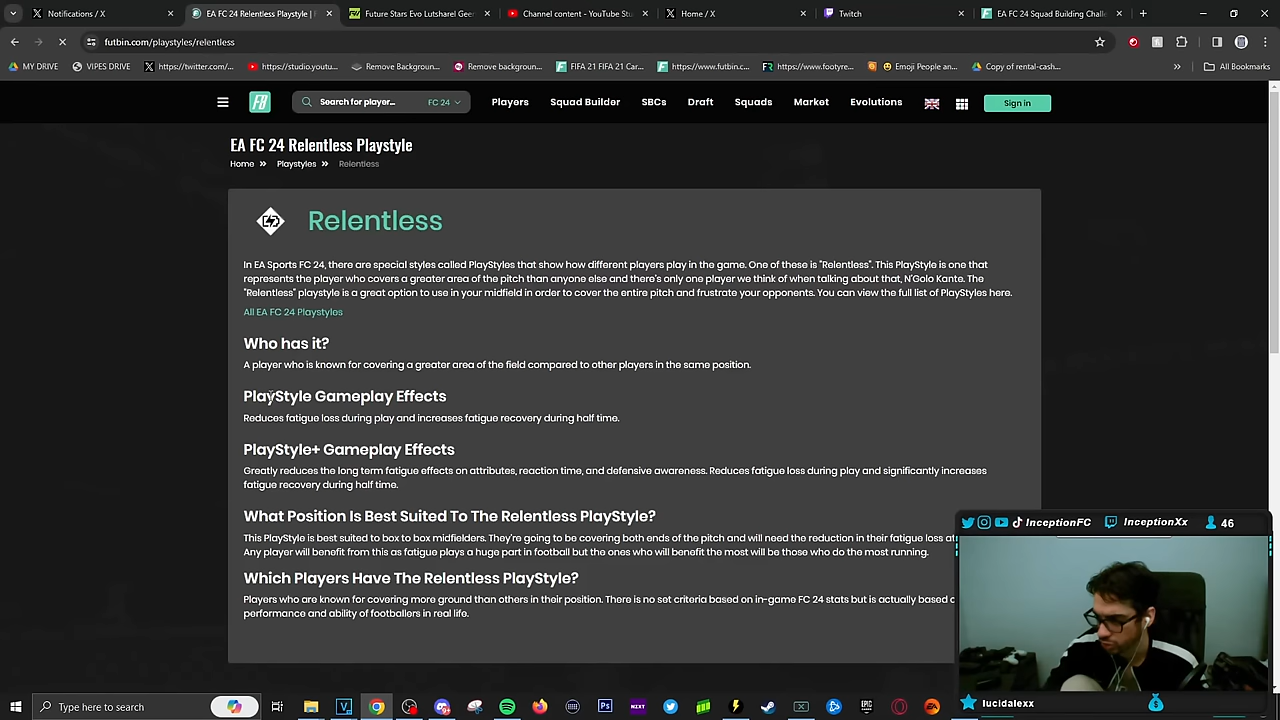 Notifications / X
EA FC 24 Relentless Playstyle |
Future Stars Evo Lutsharel Geer
Channel content - YouTube Stu
Home / X
Twitch
EA FC 24 Squad Building Challe
futbin.com/playstyles/relentless
MY DRIVE
VIPES DRIVE
https://twitter.com/...
https://studio.youtu...
Remove Backgroun...
Remove backgroun...
FIFA 21 FIFA 21 Car...
https://www.futbin.c...
https://www.footyre...
Emoji People an...
Copy of rental-cash...
All Bookmarks
Search for player...
FC 24
Players
Squad Builder
SBCs
Draft
Squads
Market
Evolutions
Sign in
EA FC 24 Relentless Playstyle
Home » Playstyles » Relentless
Relentless
In EA Sports FC 24, there are special styles called PlayStyles that show how different players play in the game. One of these is "Relentless". This PlayStyle is one that
represents the player who covers a greater area of the pitch than anyone else and there's only one player we think of when talking about that, N'Golo Kante. The
"Relentless" playstyle is a great option to use in your midfield in order to cover the entire pitch and frustrate your opponents. You can view the full list of PlayStyles here.
All EA FC 24 Playstyles
Who has it?
A player who is known for covering a greater area of the field compared to other players in the same position.
PlayStyle Gameplay Effects
Reduces fatigue loss during play and increases fatigue recovery during half time.
PlayStyle+ Gameplay Effects
Greatly reduces the long term fatigue effects on attributes, reaction time, and defensive awareness. Reduces fatigue loss during play and significantly increases
fatigue recovery during half time.
What Position Is Best Suited To The Relentless PlayStyle?
This PlayStyle is best suited to box to box midfielders. They're going to be covering both ends of the pitch and will need the reduction in their fatigue loss
Any player will benefit from this as fatigue plays a huge part in football but the ones who will benefit the most will be those who do the most running.
Which Players Have The Relentless PlayStyle?
Players who are known for covering more ground than others in their position. There is no set criteria based on in-game FC 24 stats but is actually based
performance and ability of footballers in real life.
InceptionFC
InceptionXx
46
lucidalexx
Type here to search